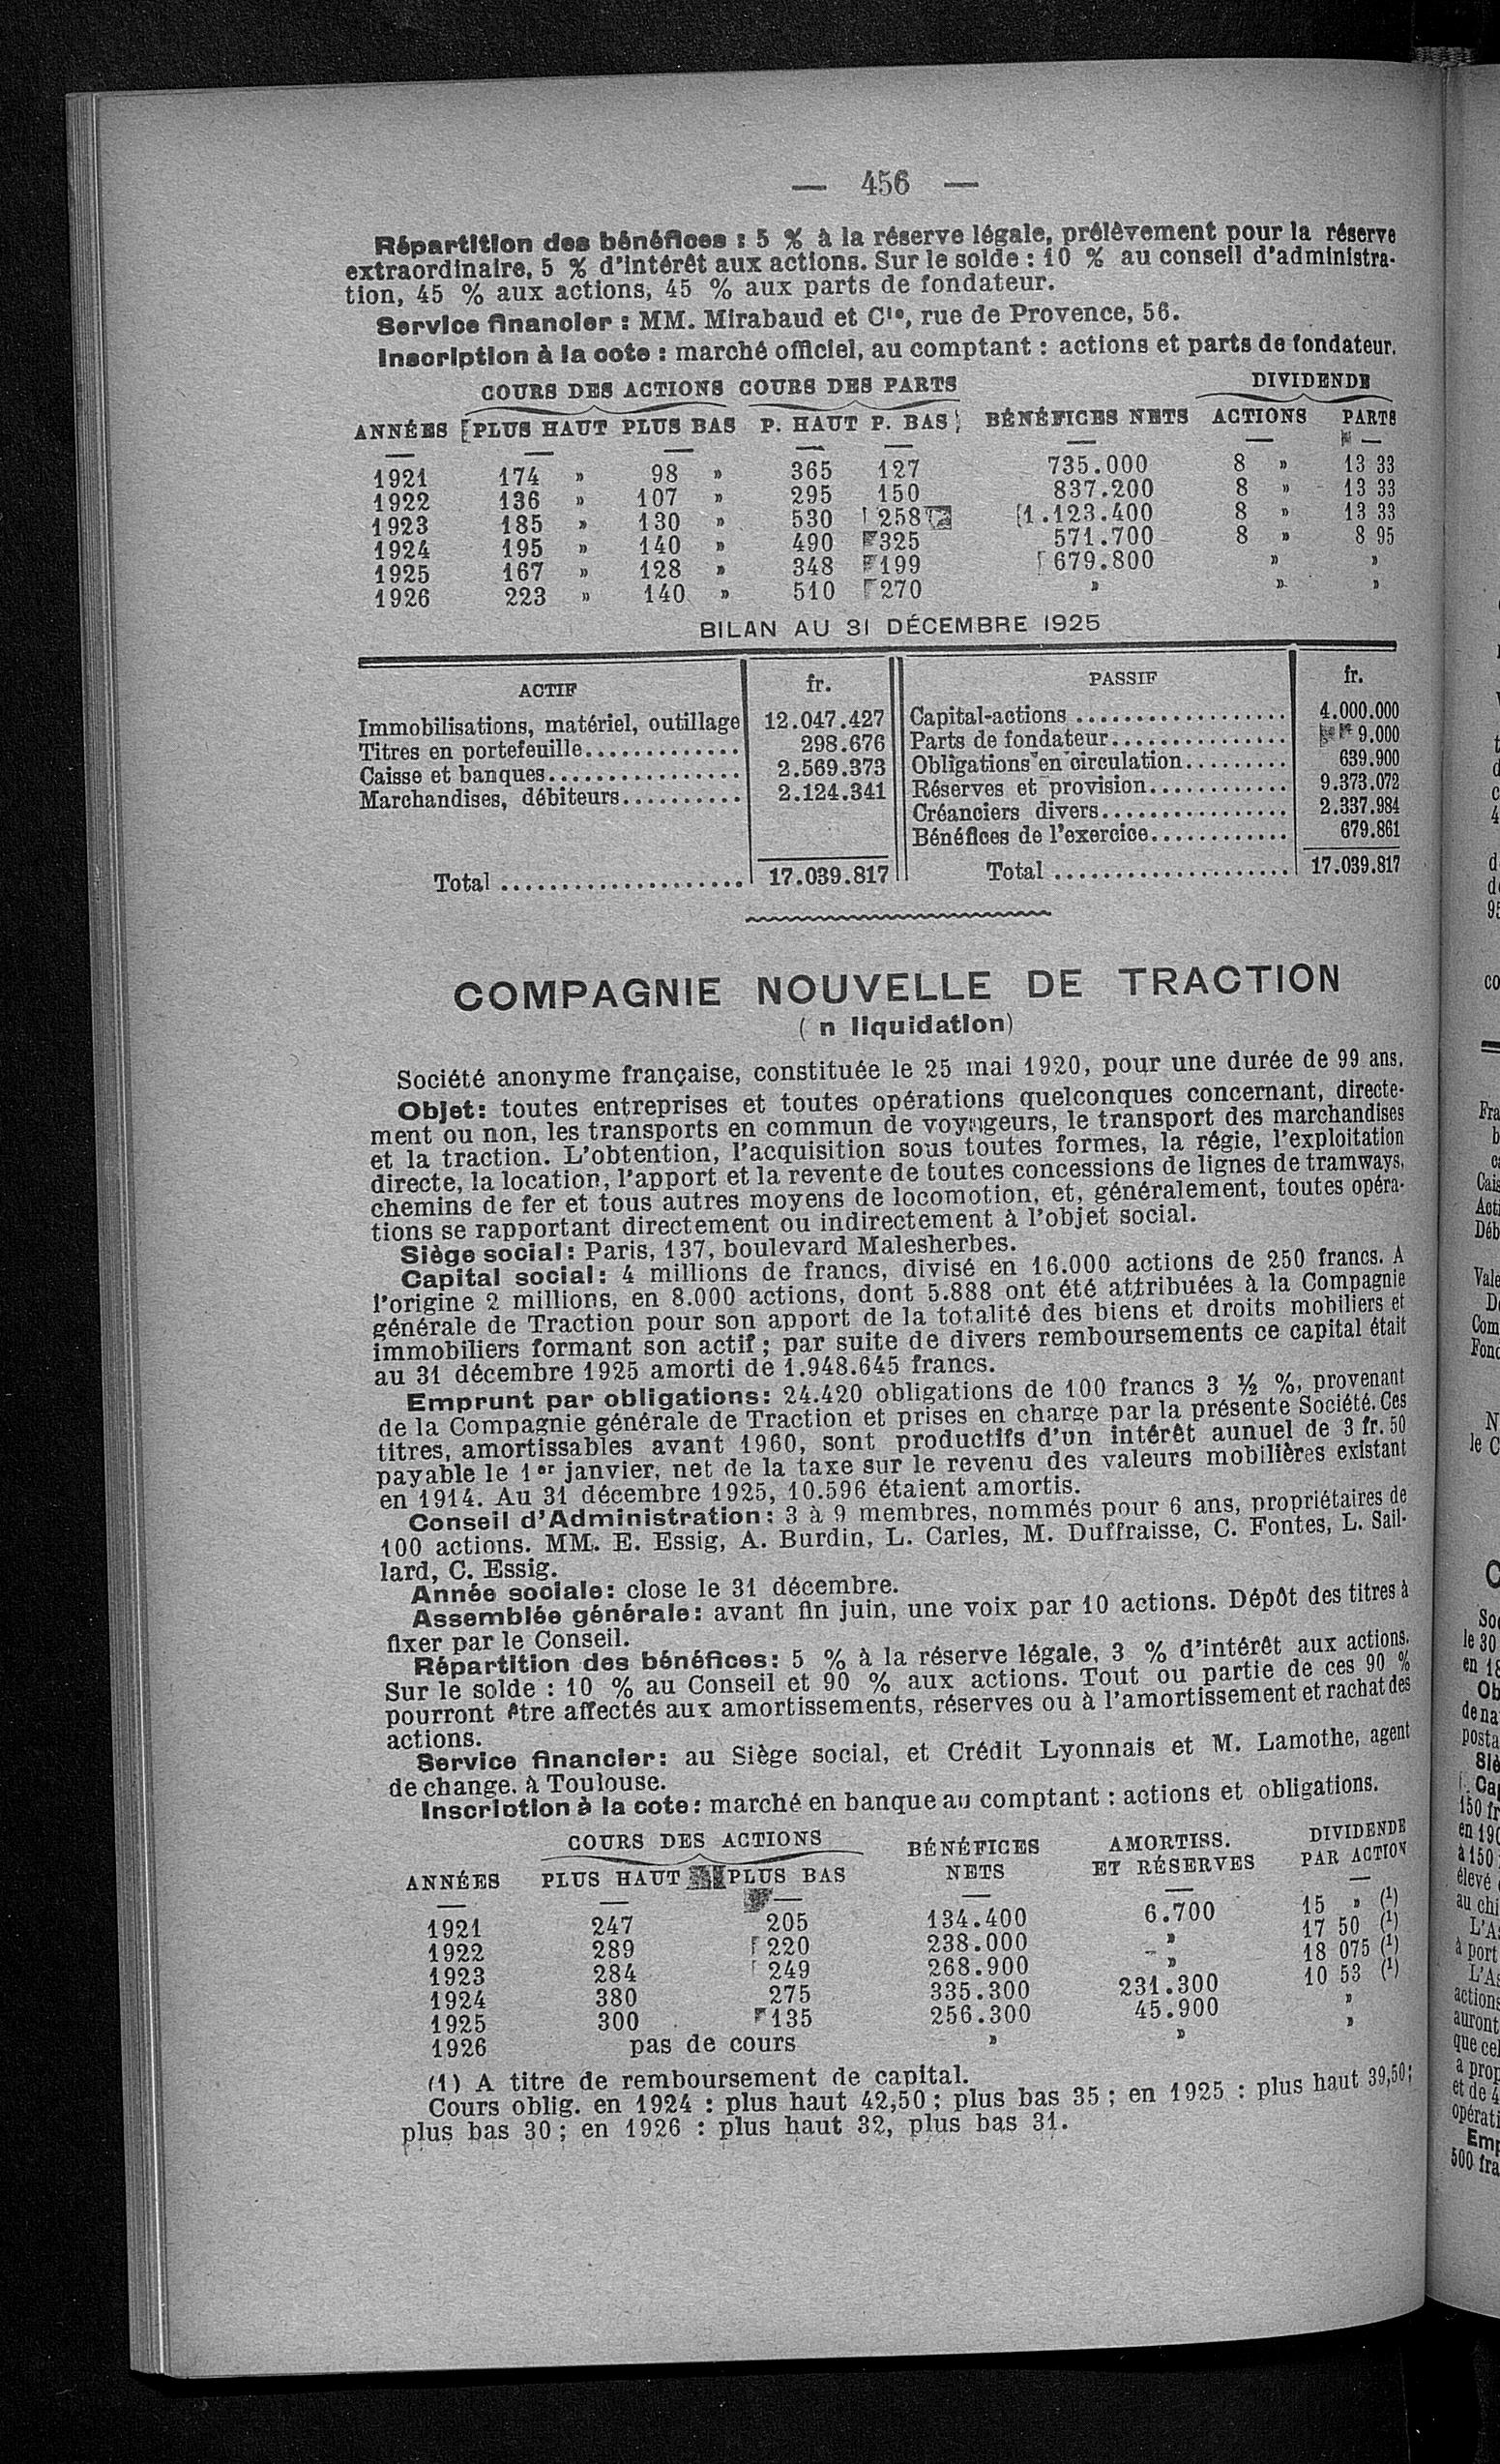 — 456 —
Répartition des bénéfices : 5 % à la réserve légale, prélèvement pour la réserve
extraordinaire, 5 % d'intérêt aux actions. Sur le solde : 10 % au conseil d'administra-
tion, 45 % aux actions, 45 % aux parts de fondateur.
Service financier : MM. Mirabaud et Cie, rue de Provence, 56.
Inscription à la cote : marché officiel, au comptant : actions et parts de fondateur.
COURS DES ACTIONS COURS DES PARTS DIVIDENDE
ANNÉES PLUS HAUT PLUS BAS P. HAUT P. BAS BÉNÉFICES NETS ACTIONS PARTS
1921 174 » 98 » 365 127 735.000 8 » 13 33
1922 136 » 107 » 295 150 837.200 8 » 13 33
1923 185 » 130 » 530 258 1.123.400 8 » 13 33
1924 195 » 140 » 490 325 571.700 8 » 8 95
1925 167 » 128 » 348 199 679.800 » »
1926 223 » 140 » 510 270 » » »
BILAN AU 31 DÉCEMBRE 1925
ACTIF fr. PASSIF fr.
Immobilisations, matériel, outillage 12.047.427 Capital-actions .................. 4.000.000
Titres en portefeuille............. 298.676 Parts de fondateur............... 9.000
Caisse et banques................ 2.569.373 Obligations en circulation......... 639.900
Marchandises, débiteurs.......... 2.124.341 Réserves et provision............. 9.373.072
Créanciers divers................ 2.337.984
Bénéfices de l'exercice............. 679.861
Total .................... 17.039.817 Total .................... 17.039.817
COMPAGNIE NOUVELLE DE TRACTION
( n liquidation)
Société anonyme française, constituée le 25 mai 1920, pour une durée de 99 ans.
Objet: toutes entreprises et toutes opérations quelconques concernant, directe-
ment ou non, les transports en commun de voyageurs, le transport des marchandises
et la traction. L'obtention, l'acquisition sous toutes formes, la régie, l'exploitation
directe, la location, l'apport et la revente de toutes concessions de lignes de tramways,
chemins de fer et tous autres moyens de locomotion, et, généralement, toutes opéra-
tions se rapportant directement ou indirectement à l'objet social.
Siège social: Paris, 137, boulevard Malesherbes.
Capital social: 4 millions de francs, divisé en 16.000 actions de 250 francs. A
l'origine 2 millions, en 8.000 actions, dont 5.888 ont été attribuées à la Compagnie
générale de Traction pour son apport de la totalité des biens et droits mobiliers et
immobiliers formant son actif; par suite de divers remboursements ce capital était
au 31 décembre 1925 amorti de 1.948.645 francs.
Emprunt par obligations: 24.420 obligations de 100 francs 3 ½ %, provenant
de la Compagnie générale de Traction et prises en charge par la présente Société. Ces
titres, amortissables avant 1960, sont productifs d'un intérêt aunuel de 3 fr. 50
payable le 1er janvier, net de la taxe sur le revenu des valeurs mobilières existant
en 1914. Au 31 décembre 1925, 10.596 étaient amortis.
Conseil d'Administration: 3 à 9 membres, nommés pour 6 ans, propriétaires de
100 actions. MM. E. Essig, A. Burdin, L. Carles, M. Duffraisse, C. Fontes, L. Sail-
lard, C. Essig.
Année sociale: close le 31 décembre.
Assemblée générale: avant fin juin, une voix par 10 actions. Dépôt des titres à
fixer par le Conseil.
Répartition des bénéfices: 5 % à la réserve légale, 3 % d'intérêt aux actions.
Sur le solde : 10 % au Conseil et 90 % aux actions. Tout ou partie de ces 90 %
pourront être affectés aux amortissements, réserves ou à l'amortissement et rachat des
actions.
Service financier: au Siège social, et Crédit Lyonnais et M. Lamothe, agent
de change, à Toulouse.
Inscription à la cote: marché en banque au comptant : actions et obligations.
COURS DES ACTIONS BÉNÉFICES AMORTISS. DIVIDENDE
ANNÉES PLUS HAUT PLUS BAS NETS ET RÉSERVES PAR ACTION
1921 247 205 134.400 6.700 15 » (1)
1922 289 220 238.000 » 17 50 (1)
1923 284 249 268.900 » 18 075 (1)
1924 380 275 335.300 231.300 10 53 (1)
1925 300 135 256.300 45.900 »
1926 pas de cours » » »
(1) A titre de remboursement de capital.
Cours oblig. en 1924 : plus haut 42,50; plus bas 35; en 1925 : plus haut 39,50;
plus bas 30; en 1926 : plus haut 32, plus bas 31.